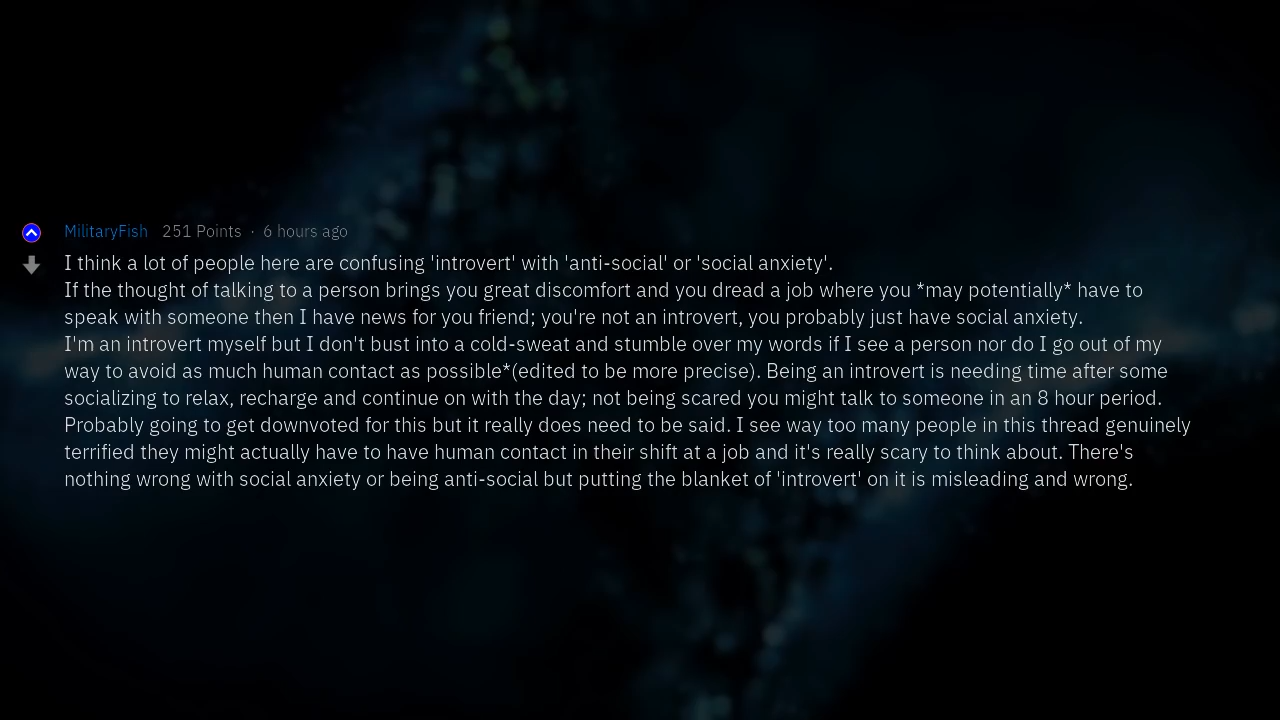 MilitaryFish 251 Points · 6 hours ago
I think a lot of people here are confusing 'introvert' with 'anti-social' or 'social anxiety'.
If the thought of talking to a person brings you great discomfort and you dread a job where you *may potentially* have to
speak with someone then I have news for you friend; you're not an introvert, you probably just have social anxiety.
I'm an introvert myself but I don't bust into a cold-sweat and stumble over my words if I see a person nor do I go out of my
way to avoid as much human contact as possible*(edited to be more precise). Being an introvert is needing time after some
socializing to relax, recharge and continue on with the day; not being scared you might talk to someone in an 8 hour period.
Probably going to get downvoted for this but it really does need to be said. I see way too many people in this thread genuinely
terrified they might actually have to have human contact in their shift at a job and it's really scary to think about. There's
nothing wrong with social anxiety or being anti-social but putting the blanket of 'introvert' on it is misleading and wrong.